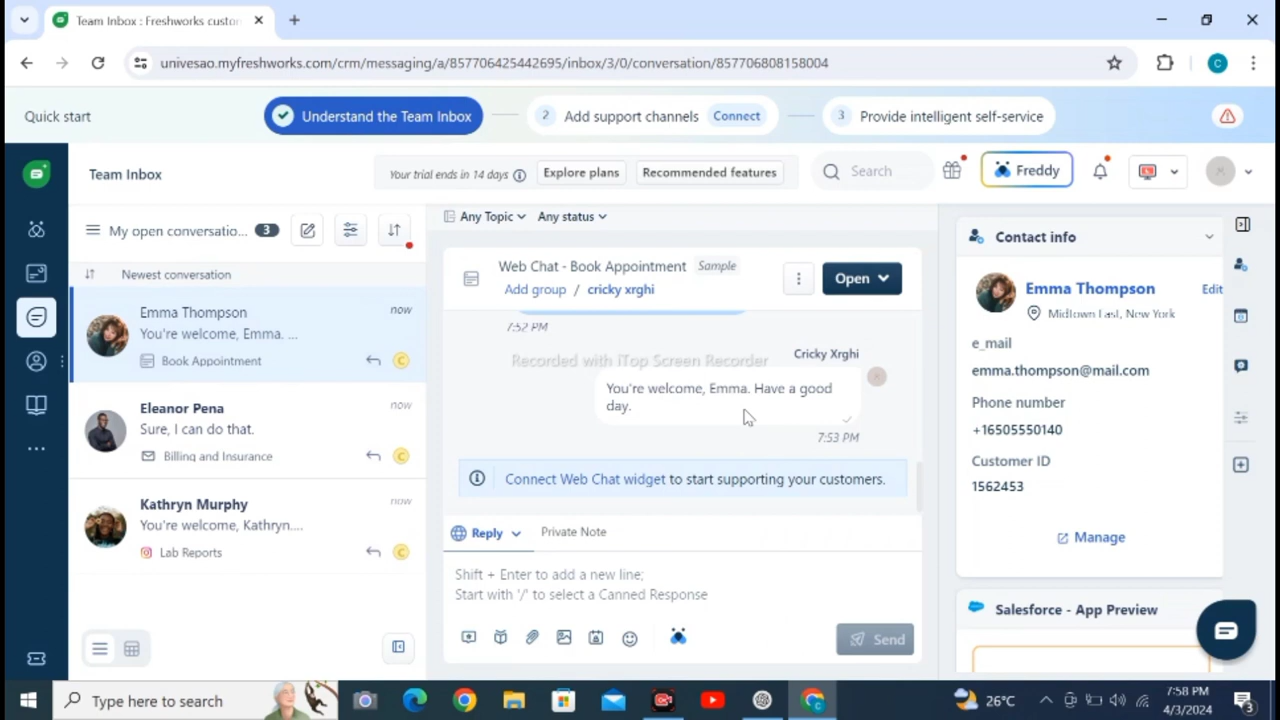 Team Inbox : Freshworks custo
univesao.myfreshworks.com/crm/messaging/a/857706425442695/inbox/3/0/conversation/857706808158004
C
Quick start
Understand the Team Inbox
2 Add support channels Connect
3 Provide intelligent self-service
Team Inbox
Your trial ends in 14 days
Explore plans
Recommended features
Search
Freddy
My open conversatio... 3
Newest conversation
Emma Thompson now
You're welcome, Emma. ...
Book Appointment C
Eleanor Pena now
Sure, I can do that.
Billing and Insurance C
Kathryn Murphy now
You're welcome, Kathryn....
Lab Reports C
Any Topic Any status
Web Chat - Book Appointment Sample
Add group / cricky xrghi
Open
7:52 PM
Recorded with iTop Screen Recorder
Cricky Xrghi
You're welcome, Emma. Have a good
day.
7:53 PM
Connect Web Chat widget to start supporting your customers.
Reply Private Note
Shift + Enter to add a new line;
Start with '/' to select a Canned Response
Send
Contact info
Emma Thompson Edit
Midtown East, New York
e_mail
emma.thompson@mail.com
Phone number
+16505550140
Customer ID
1562453
Manage
Salesforce - App Preview
Type here to search
26°C
7:58 PM
4/3/2024
3